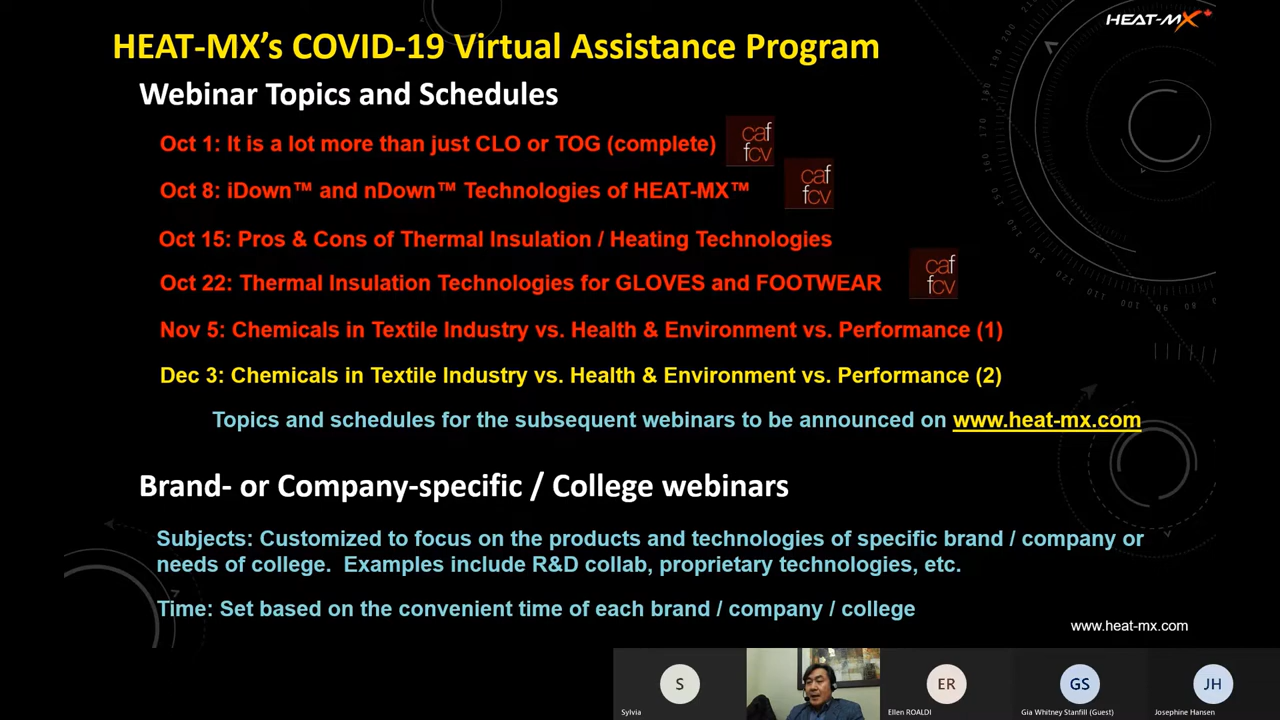 HEAT-MX
HEAT-MX’s COVID-19 Virtual Assistance Program
Webinar Topics and Schedules
Oct 1: It is a lot more than just CLO or TOG (complete)
caf
fcv
Oct 8: iDown™ and nDown™ Technologies of HEAT-MX™
caf
fcv
Oct 15: Pros & Cons of Thermal Insulation / Heating Technologies
Oct 22: Thermal Insulation Technologies for GLOVES and FOOTWEAR
caf
fcv
Nov 5: Chemicals in Textile Industry vs. Health & Environment vs. Performance (1)
Dec 3: Chemicals in Textile Industry vs. Health & Environment vs. Performance (2)
Topics and schedules for the subsequent webinars to be announced on www.heat-mx.com
Brand- or Company-specific / College webinars
Subjects: Customized to focus on the products and technologies of specific brand / company or
needs of college. Examples include R&D collab, proprietary technologies, etc.
Time: Set based on the convenient time of each brand / company / college
www.heat-mx.com
S
ER
GS
JH
Sylvia
Ellen ROALDI
Gia Whitney Stanfill (Guest)
Josephine Hansen